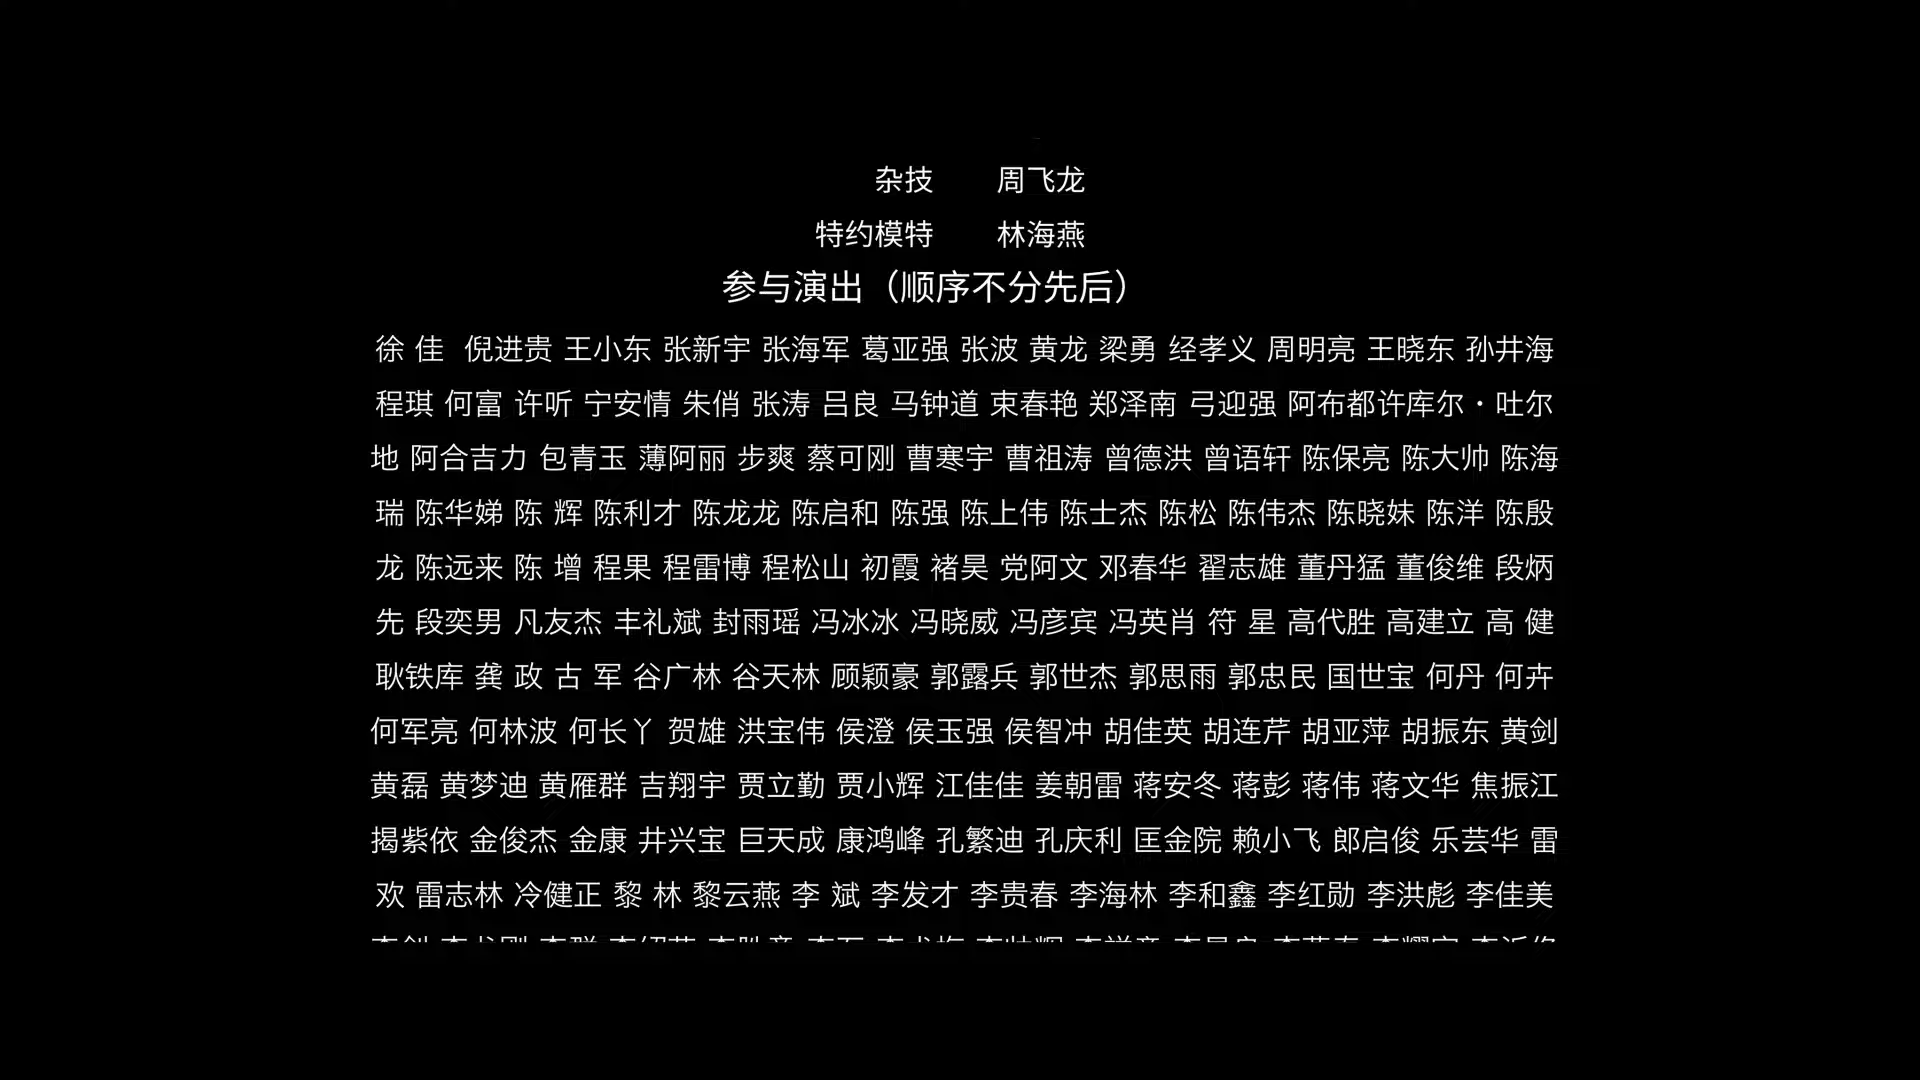 杂技 周飞龙
特约模特 林海燕
参与演出（顺序不分先后）
徐 佳 倪进贵 王小东 张新宇 张海军 葛亚强 张波 黄龙 梁勇 经孝义 周明亮 王晓东 孙井海
程琪 何富 许听 宁安情 朱俏 张涛 吕良 马钟道 束春艳 郑泽南 弓迎强 阿布都许库尔·吐尔
地 阿合吉力 包青玉 薄阿丽 步爽 蔡可刚 曹寒宇 曹祖涛 曾德洪 曾语轩 陈保亮 陈大帅 陈海
瑞 陈华娣 陈 辉 陈利才 陈龙龙 陈启和 陈强 陈上伟 陈士杰 陈松 陈伟杰 陈晓妹 陈洋 陈殷
龙 陈远来 陈 增 程果 程雷博 程松山 初霞 褚昊 党阿文 邓春华 翟志雄 董丹猛 董俊维 段炳
先 段奕男 凡友杰 丰礼斌 封雨瑶 冯冰冰 冯晓威 冯彦宾 冯英肖 符 星 高代胜 高建立 高 健
耿铁库 龚 政 古 军 谷广林 谷天林 顾颖豪 郭露兵 郭世杰 郭思雨 郭忠民 国世宝 何丹 何卉
何军亮 何林波 何长丫 贺雄 洪宝伟 侯澄 侯玉强 侯智冲 胡佳英 胡连芹 胡亚萍 胡振东 黄剑
黄磊 黄梦迪 黄雁群 吉翔宇 贾立勤 贾小辉 江佳佳 姜朝雷 蒋安冬 蒋彭 蒋伟 蒋文华 焦振江
揭紫依 金俊杰 金康 井兴宝 巨天成 康鸿峰 孔繁迪 孔庆利 匡金院 赖小飞 郎启俊 乐芸华 雷
欢 雷志林 冷健正 黎 林 黎云燕 李 斌 李发才 李贵春 李海林 李和鑫 李红勋 李洪彪 李佳美